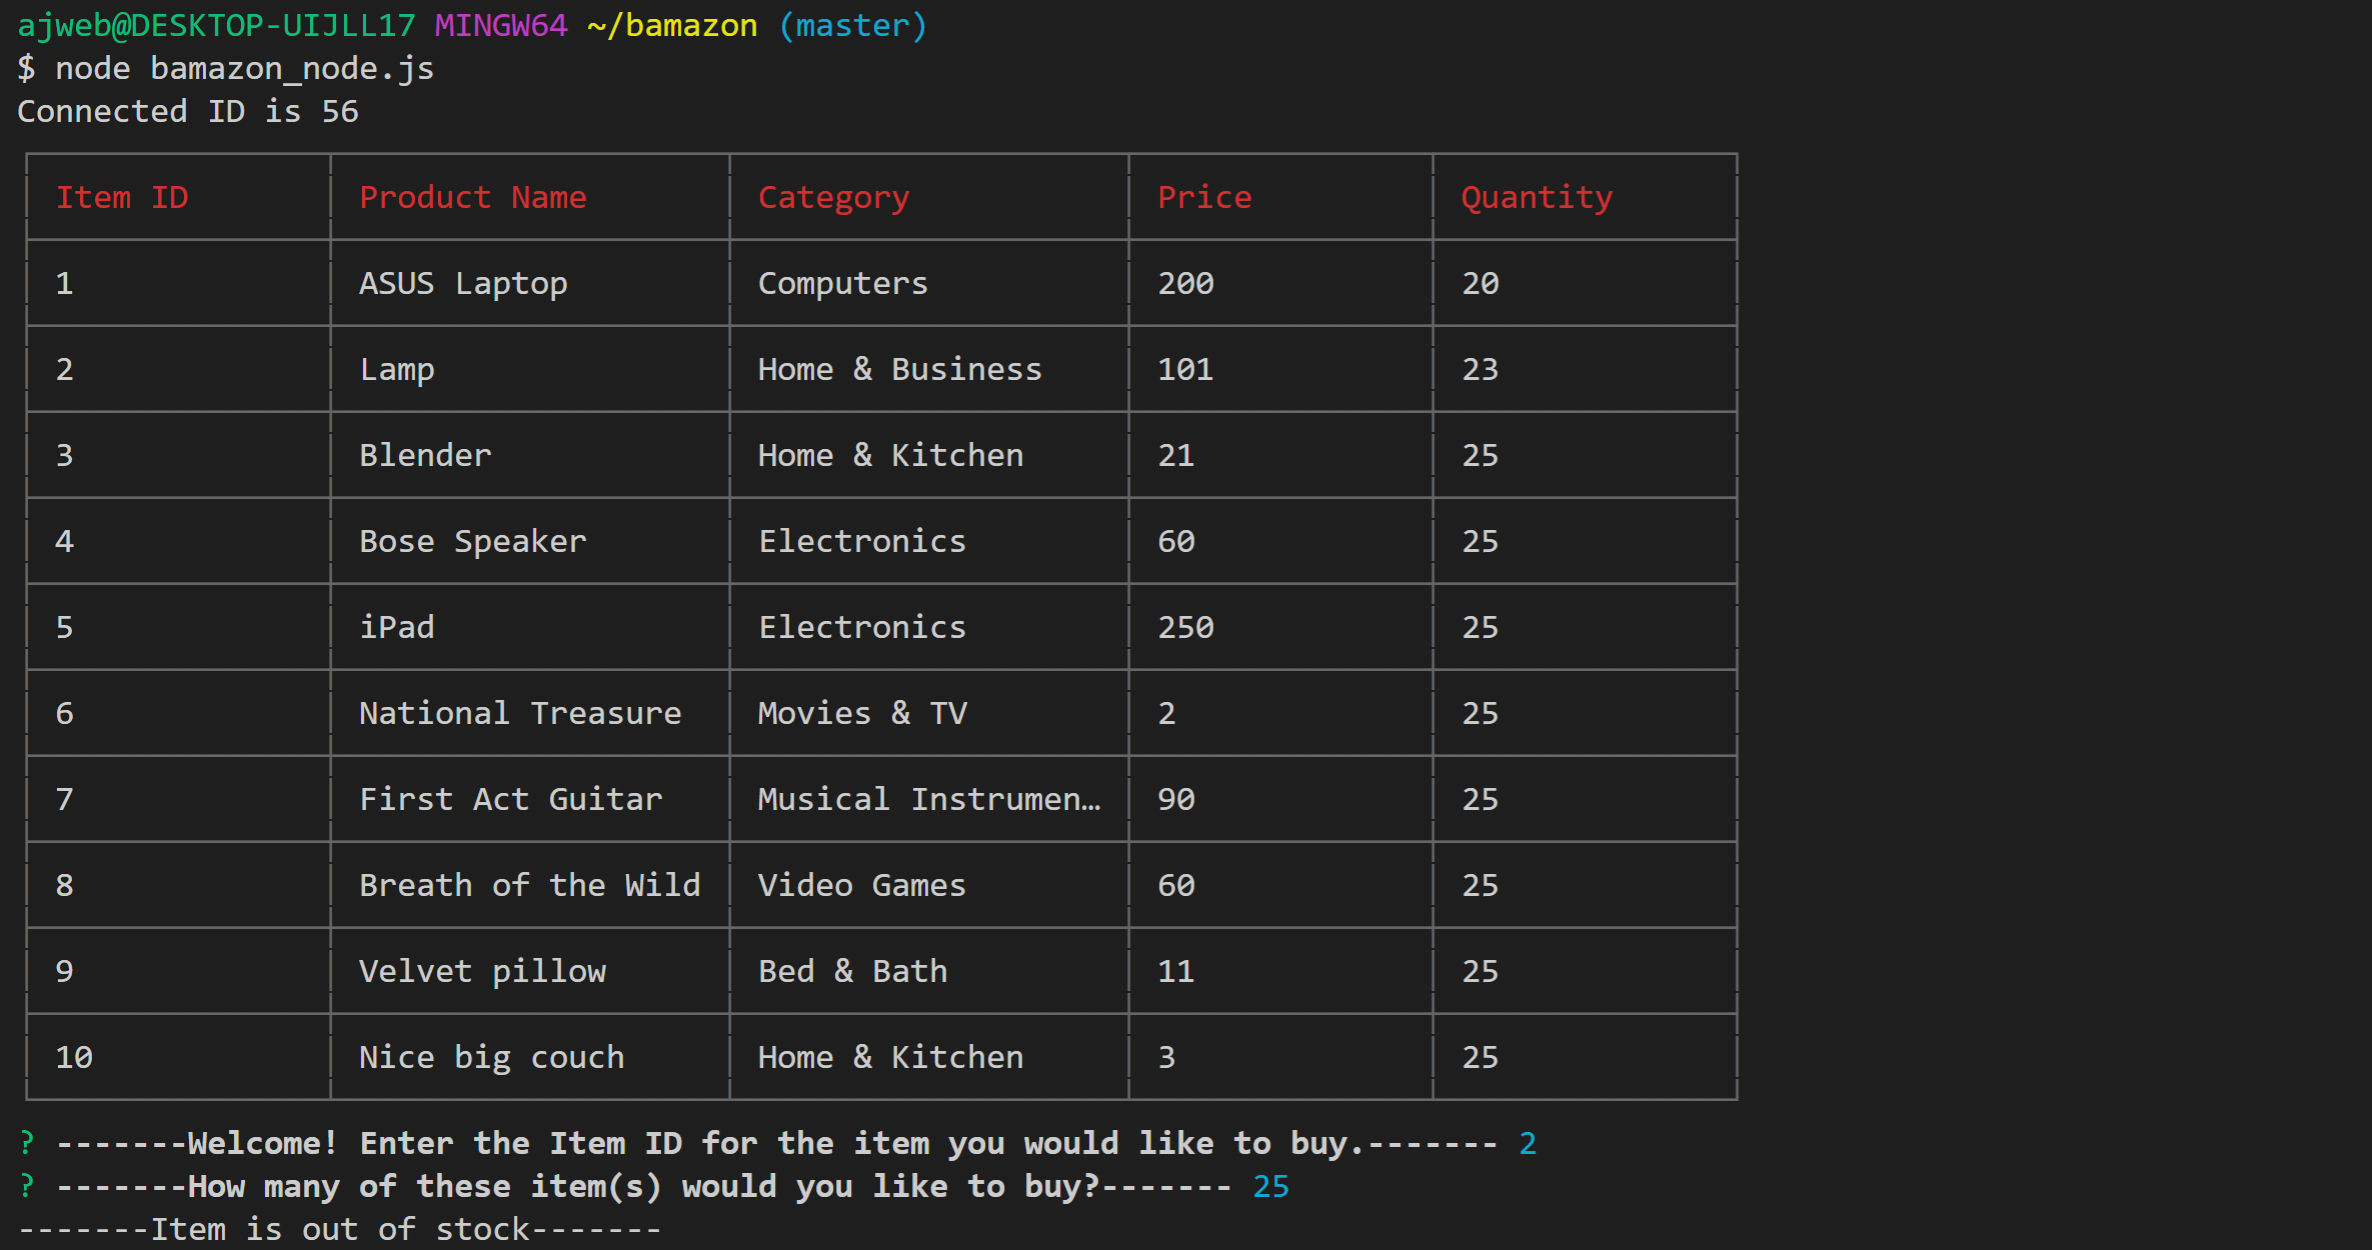 ajweb@DESKTOP-UIJLL17 MINGW64 ~/bamazon (master)
$ node bamazon_node.js
Connected ID is 56
Item ID Product Name Category Price Quantity
1 ASUS Laptop Computers 200 20
2 Lamp Home & Business 101 23
3 Blender Home & Kitchen 21 25
4 Bose Speaker Electronics 60 25
5 iPad Electronics 250 25
6 National Treasure Movies & TV 2 25
7 First Act Guitar Musical Instrumen… 90 25
8 Breath of the Wild Video Games 60 25
9 Velvet pillow Bed & Bath 11 25
10 Nice big couch Home & Kitchen 3 25
? -------Welcome! Enter the Item ID for the item you would like to buy.------- 2
? -------How many of these item(s) would you like to buy?------- 25
-------Item is out of stock-------